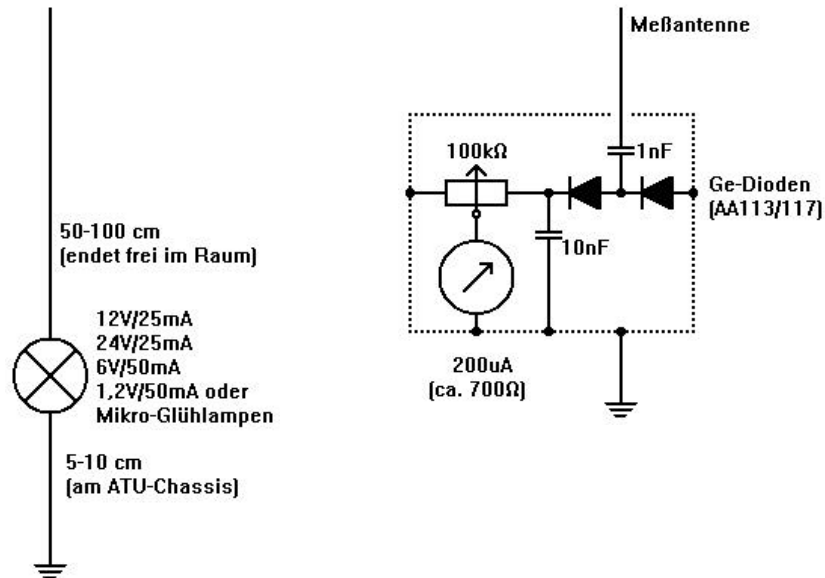 50-100 cm
(endet frei im Raum)
12V/25mA
24V/25mA
6V/50mA
1,2V/50mA oder
Mikro-Glühlampen
5-10 cm
(am ATU-Chassis)
Meßantenne
100kΩ
1nF
Ge-Dioden
(AA113/117)
10nF
200uA
(ca. 700Ω)